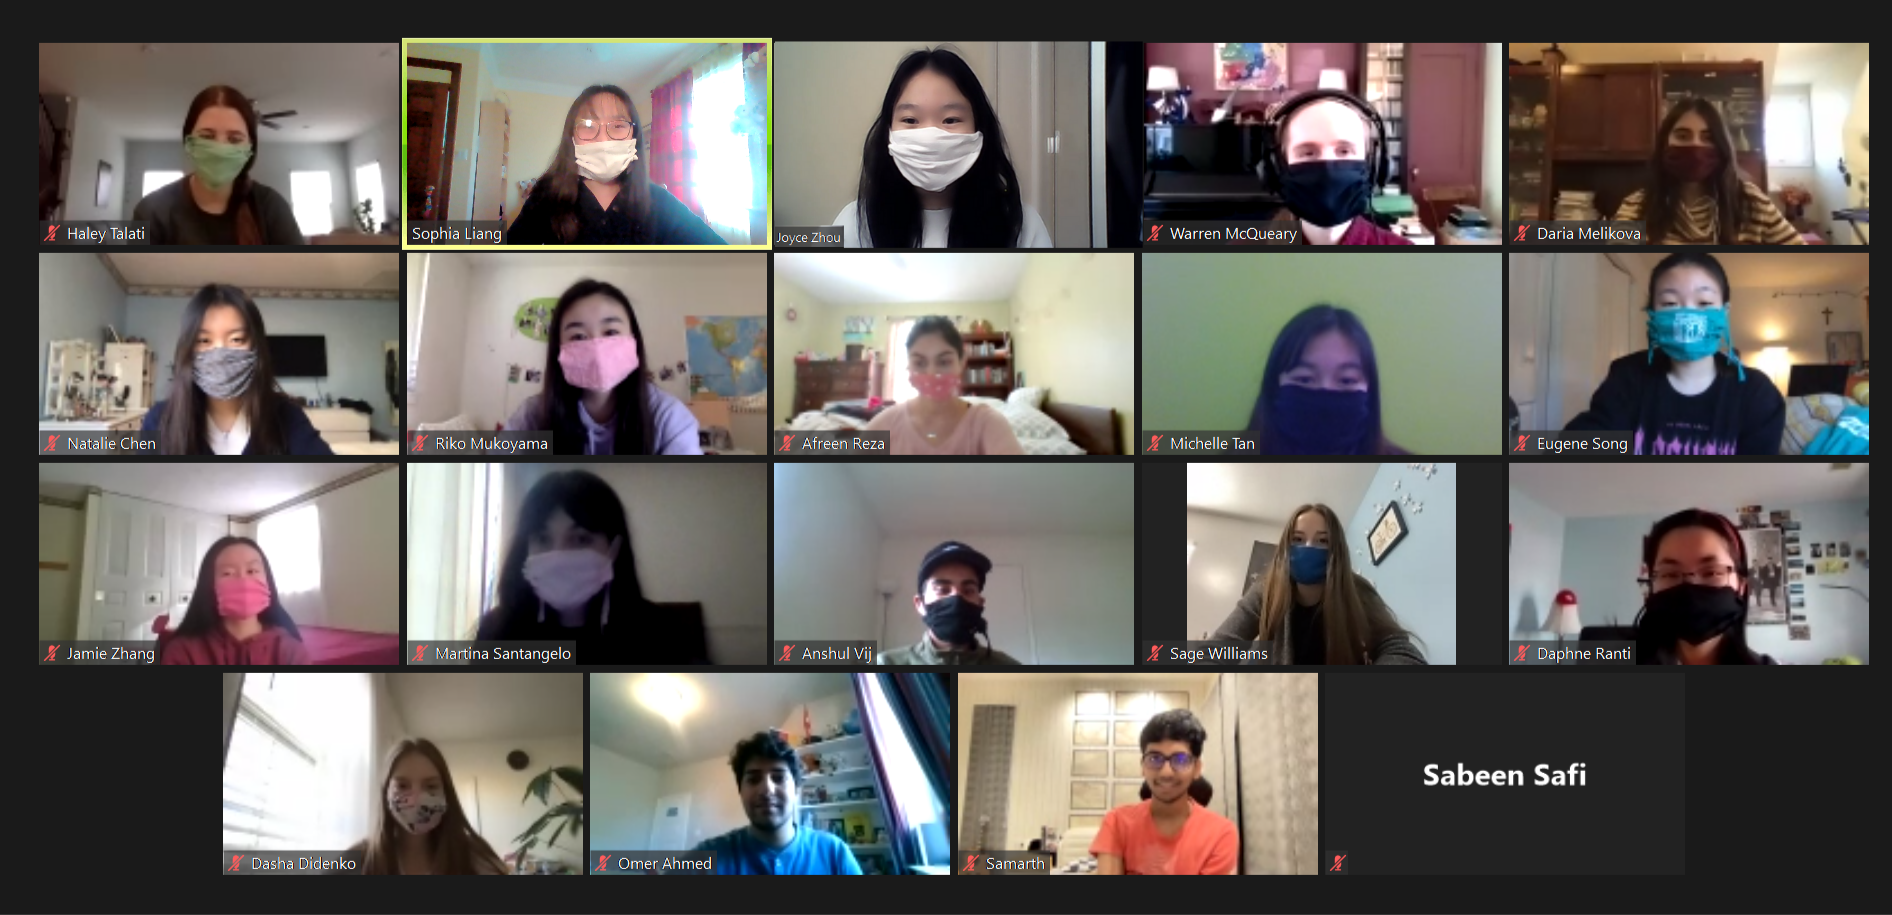 Haley Talati
Sophia Liang
Joyce Zhou
Warren McQueary
Daria Melikova
Natalie Chen
Riko Mukoyama
Afreen Reza
Michelle Tan
Eugene Song
Jamie Zhang
Martina Santangelo
Anshul Vij
Sage Williams
Daphne Ranti
Dasha Didenko
Omer Ahmed
Samarth
Sabeen Safi